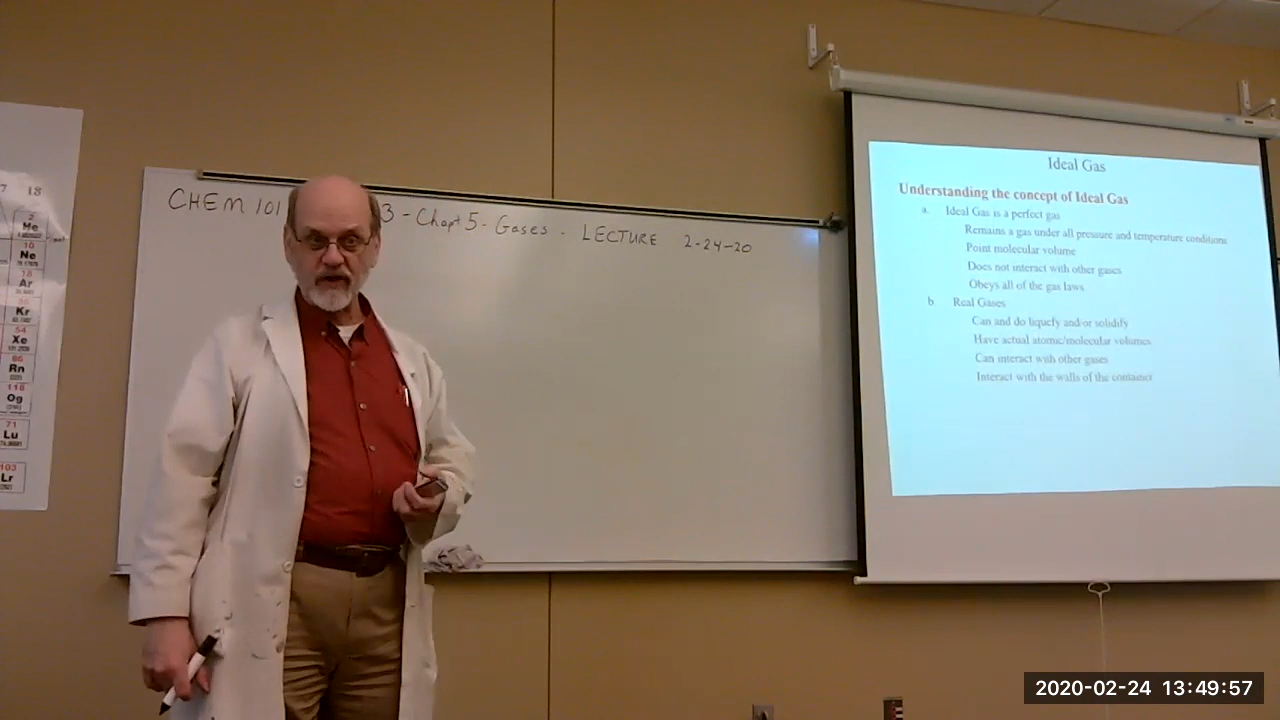 7 18
2
He
10
Ne
18
Ar
36
Kr
54
Xe
86
Rn
118
Og
71
Lu
103
Lr
CHEM 101 3 - Chapt 5 - Gases - LECTURE 2-24-20
Ideal Gas
Understanding the concept of Ideal Gas
a. Ideal Gas is a perfect gas
Remains a gas under all pressure and temperature conditions
Point molecular volume
Does not interact with other gases
Obeys all of the gas laws
b Real Gases
Can and do liquefy and/or solidify
Have actual atomic/molecular volumes
Can interact with other gases
Interact with the walls of the container
2020-02-24 13:49:57